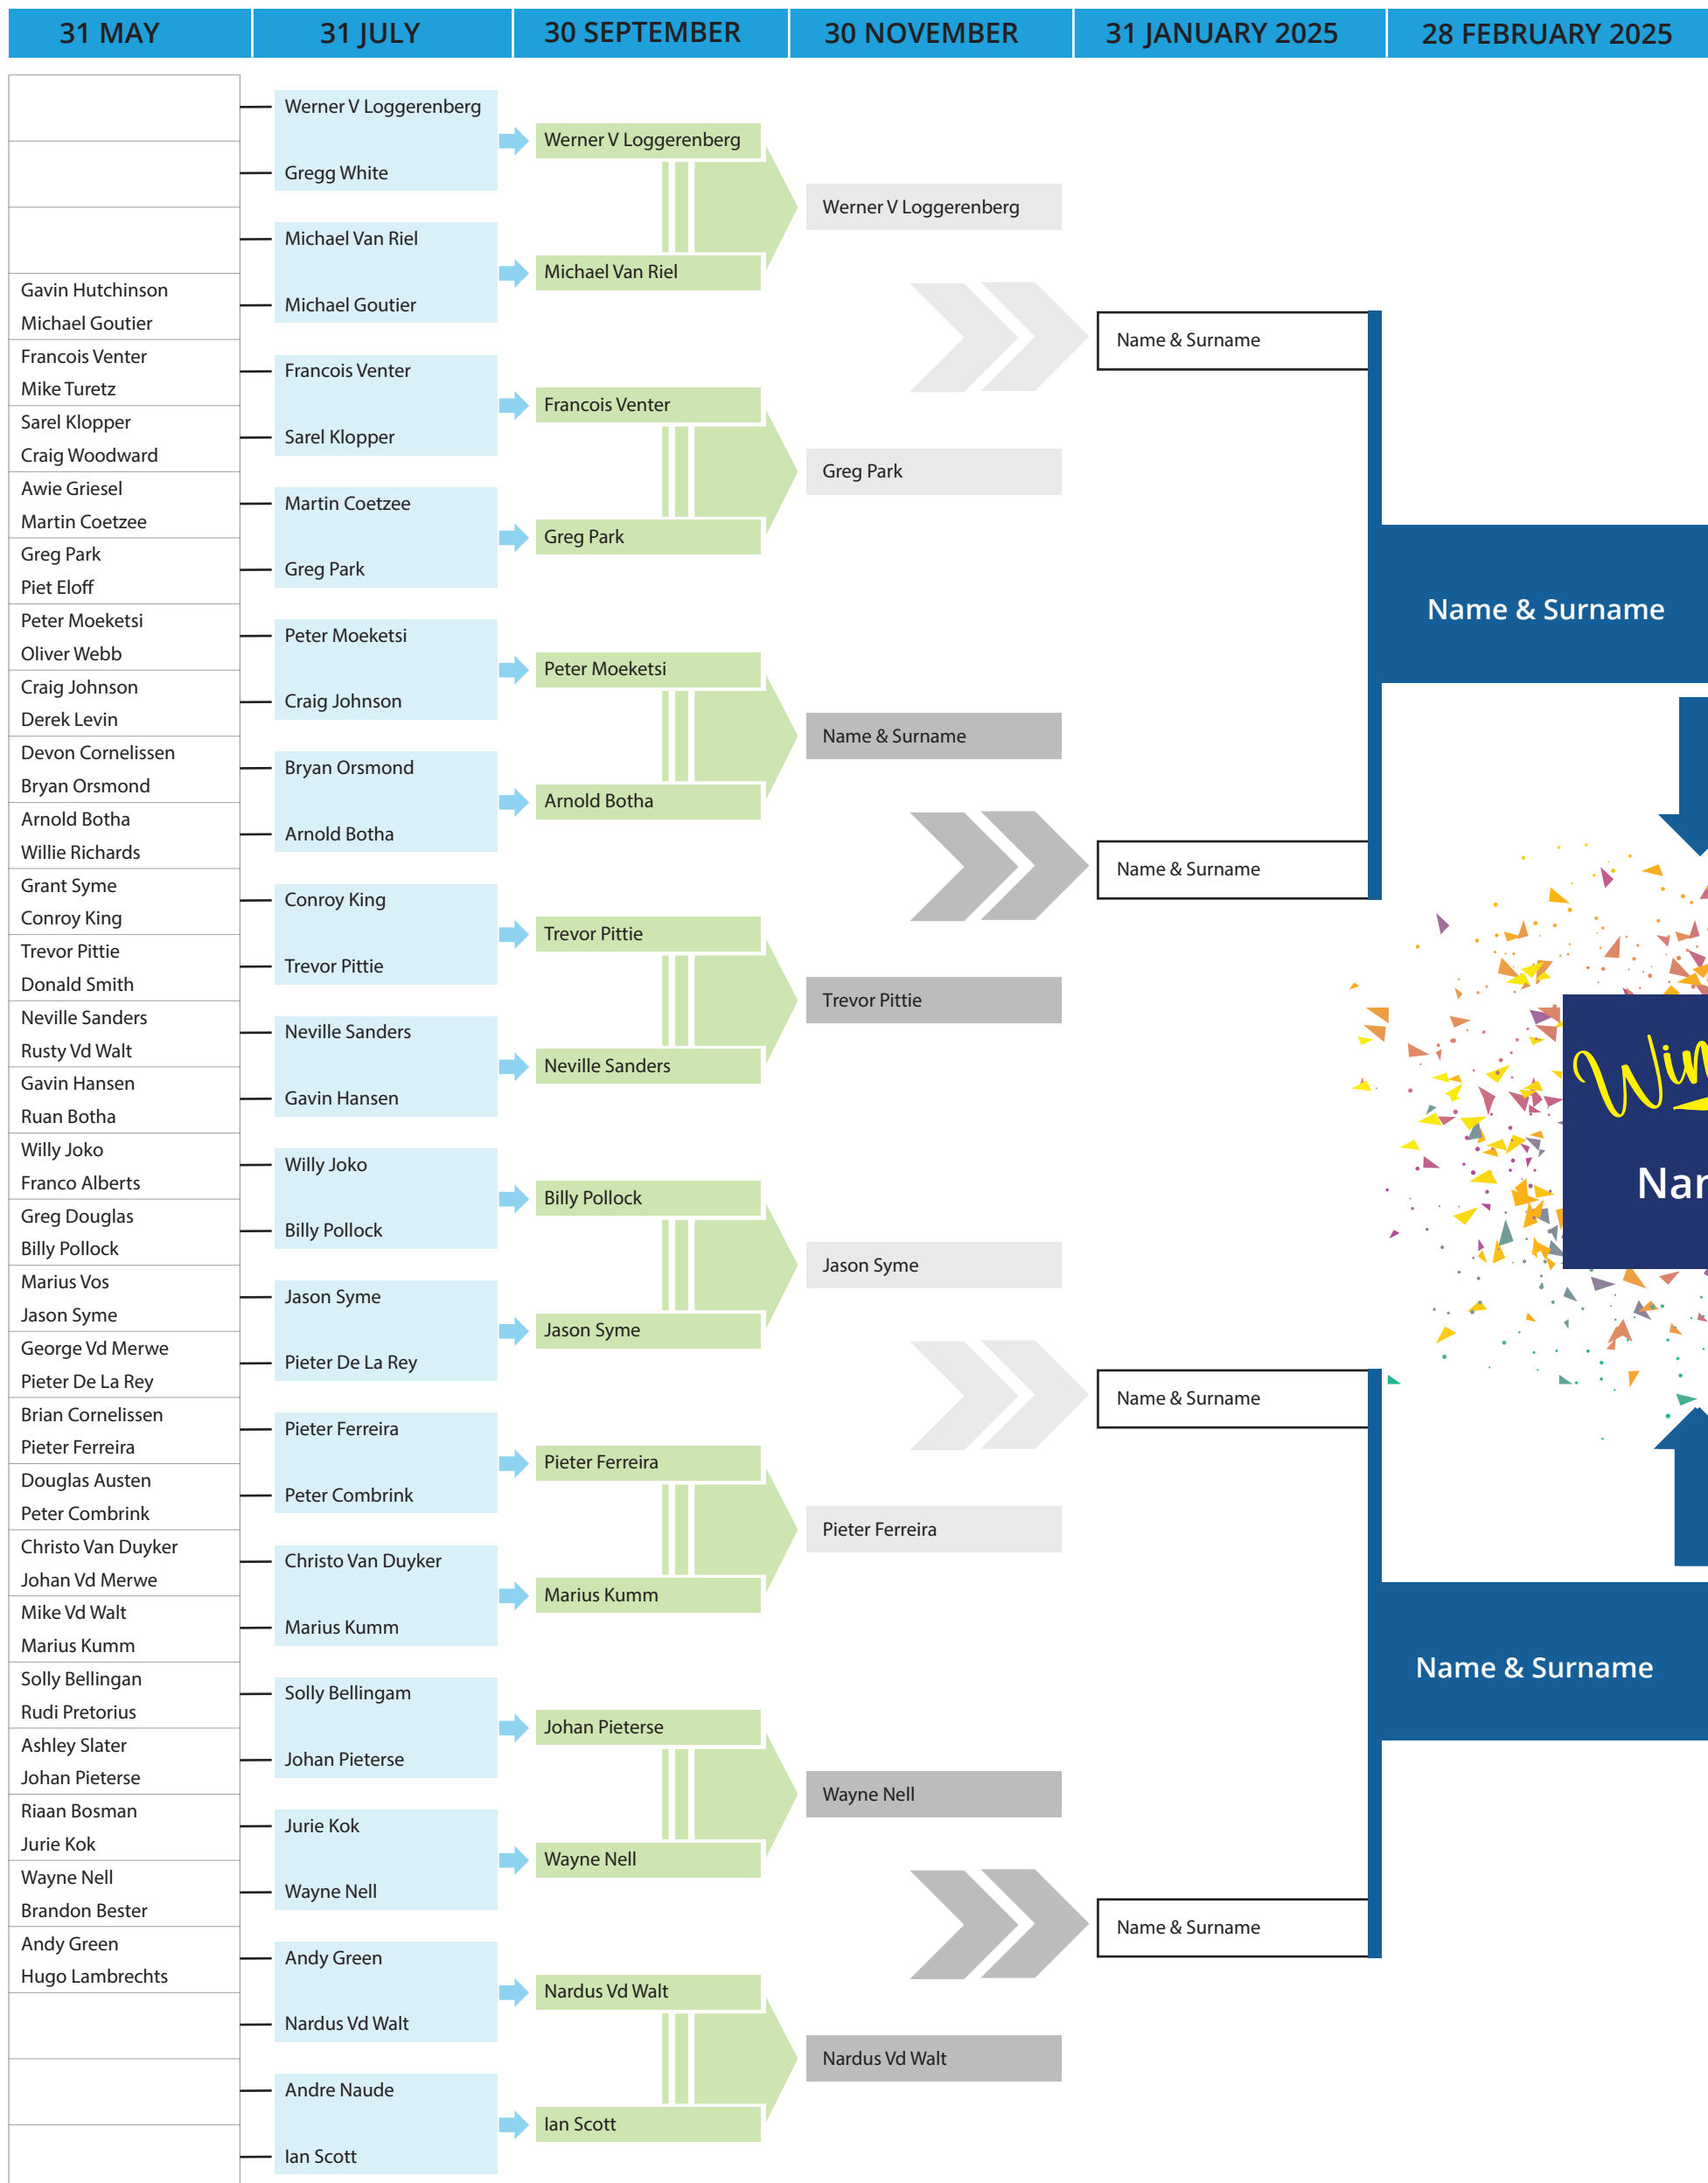 31 MAY
31 JULY
30 SEPTEMBER
30 NOVEMBER
31 JANUARY 2025
28 FEBRUARY 2025
Gavin Hutchinson
Michael Goutier
Francois Venter
Mike Turetz
Sarel Klopper
Craig Woodward
Awie Griesel
Martin Coetzee
Greg Park
Piet Eloff
Peter Moeketsi
Oliver Webb
Craig Johnson
Derek Levin
Devon Cornelissen
Bryan Orsmond
Arnold Botha
Willie Richards
Grant Syme
Conroy King
Trevor Pittie
Donald Smith
Neville Sanders
Rusty Vd Walt
Gavin Hansen
Ruan Botha
Willy Joko
Franco Alberts
Greg Douglas
Billy Pollock
Marius Vos
Jason Syme
George Vd Merwe
Pieter De La Rey
Brian Cornelissen
Pieter Ferreira
Douglas Austen
Peter Combrink
Christo Van Duyker
Johan Vd Merwe
Mike Vd Walt
Marius Kumm
Solly Bellingan
Rudi Pretorius
Ashley Slater
Johan Pieterse
Riaan Bosman
Jurie Kok
Wayne Nell
Brandon Bester
Andy Green
Hugo Lambrechts
Werner V Loggerenberg
Gregg White
Michael Van Riel
Michael Goutier
Francois Venter
Sarel Klopper
Martin Coetzee
Greg Park
Peter Moeketsi
Craig Johnson
Bryan Orsmond
Arnold Botha
Conroy King
Trevor Pittie
Neville Sanders
Gavin Hansen
Willy Joko
Billy Pollock
Jason Syme
Pieter De La Rey
Pieter Ferreira
Peter Combrink
Christo Van Duyker
Marius Kumm
Solly Bellingam
Johan Pieterse
Jurie Kok
Wayne Nell
Andy Green
Nardus Vd Walt
Andre Naude
Ian Scott
Werner V Loggerenberg
Michael Van Riel
Francois Venter
Greg Park
Peter Moeketsi
Arnold Botha
Trevor Pittie
Neville Sanders
Billy Pollock
Jason Syme
Pieter Ferreira
Marius Kumm
Johan Pieterse
Wayne Nell
Nardus Vd Walt
Ian Scott
Werner V Loggerenberg
Greg Park
Name & Surname
Trevor Pittie
Jason Syme
Pieter Ferreira
Wayne Nell
Nardus Vd Walt
Name & Surname
Name & Surname
Name & Surname
Name & Surname
Name & Surname
Name & Surname